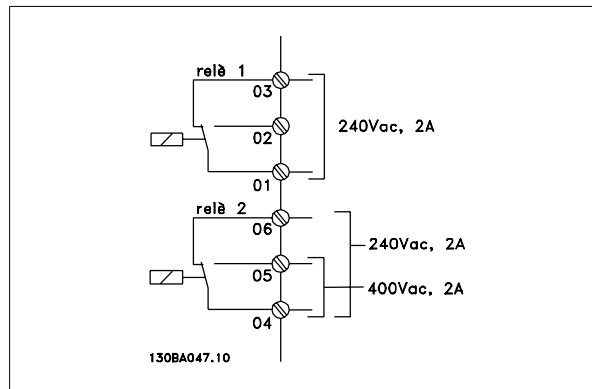 relè 1
03
02
240Vac, 2A
01
relè 2
06
240Vac, 2A
05
400Vac, 2A
04
130BA047.10